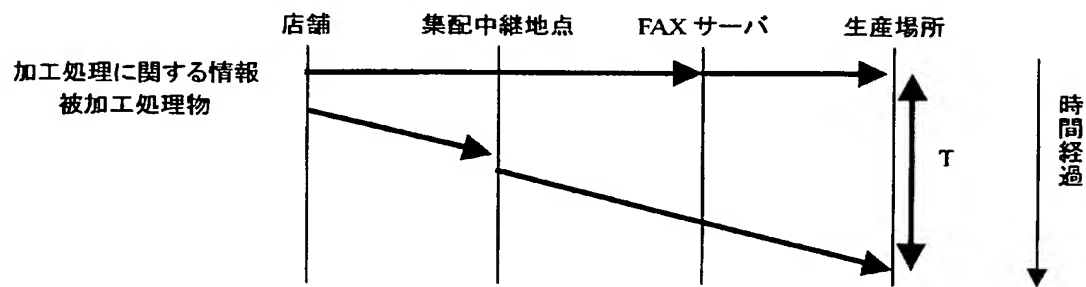 店舗
集配中継地点
FAX サーバ
生産場所
加工処理に関する情報
被加工処理物
T
時間経過